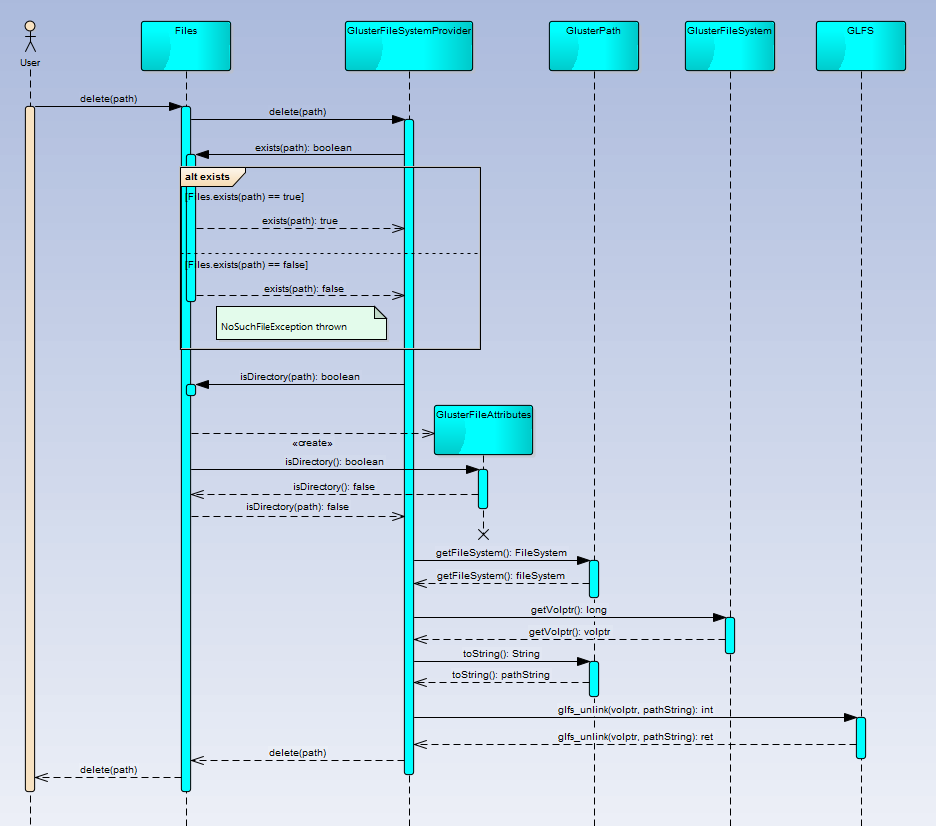 Files
GlusterFileSystemProvider
GlusterPath
GlusterFileSystem
GLFS
User
delete(path)
delete(path)
exists(path): boolean
alt exists
[Files.exists(path) == true]
exists(path): true
[Files.exists(path) == false]
exists(path): false
NoSuchFileException thrown
isDirectory(path): boolean
GlusterFileAttributes
«create»
isDirectory(): boolean
isDirectory(): false
isDirectory(path): false
getFileSystem(): FileSystem
getFileSystem(): fileSystem
getVolptr(): long
getVolptr(): volptr
toString(): String
toString(): pathString
glfs_unlink(volptr, pathString): int
glfs_unlink(volptr, pathString): ret
delete(path)
delete(path)